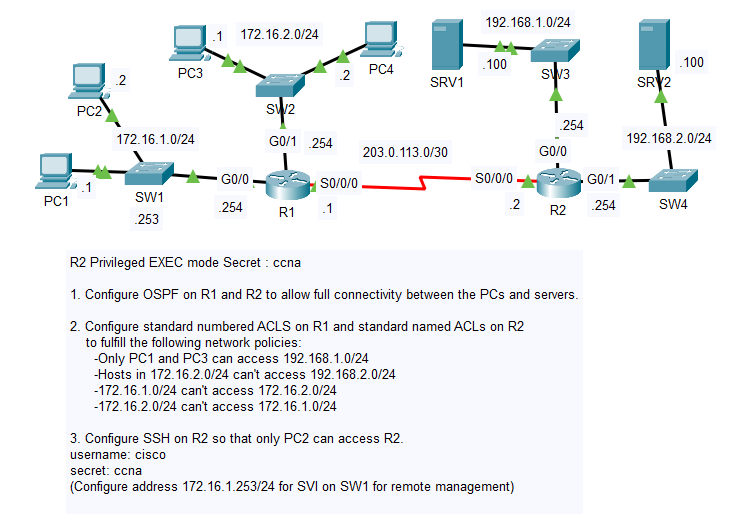 192.168.1.0/24
.1
172.16.2.0/24
PC3
.2
PC4
SRV1
.100
SW3
SRV2
.100
.2
PC2
SW2
172.16.1.0/24
G0/1
.254
203.0.113.0/30
.254
G0/0
192.168.2.0/24
PC1
.1
SW1
.253
G0/0
.254
R1
S0/0/0
.1
S0/0/0
.2
R2
G0/1
.254
SW4
R2 Privileged EXEC mode Secret : ccna
1. Configure OSPF on R1 and R2 to allow full connectivity between the PCs and servers.
2. Configure standard numbered ACLS on R1 and standard named ACLs on R2
to fulfill the following network policies:
-Only PC1 and PC3 can access 192.168.1.0/24
-Hosts in 172.16.2.0/24 can't access 192.168.2.0/24
-172.16.1.0/24 can't access 172.16.2.0/24
-172.16.2.0/24 can't access 172.16.1.0/24
3. Configure SSH on R2 so that only PC2 can access R2.
username: cisco
secret: ccna
(Configure address 172.16.1.253/24 for SVI on SW1 for remote management)